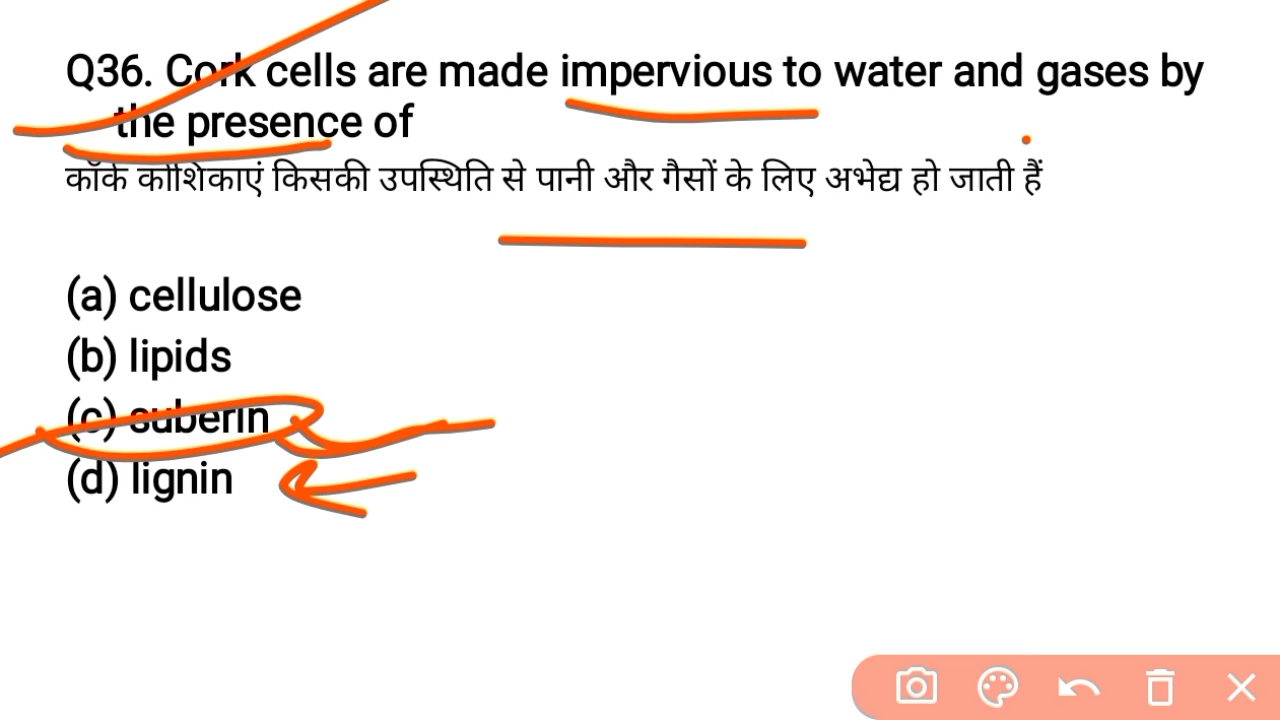 Q36. Cork cells are made impervious to water and gases by
the presence of
कॉर्क कोशिकाएं किसकी उपस्थिति से पानी और गैसों के लिए अभेद्य हो जाती हैं
(a) cellulose
(b) lipids
(c) suberin
(d) lignin